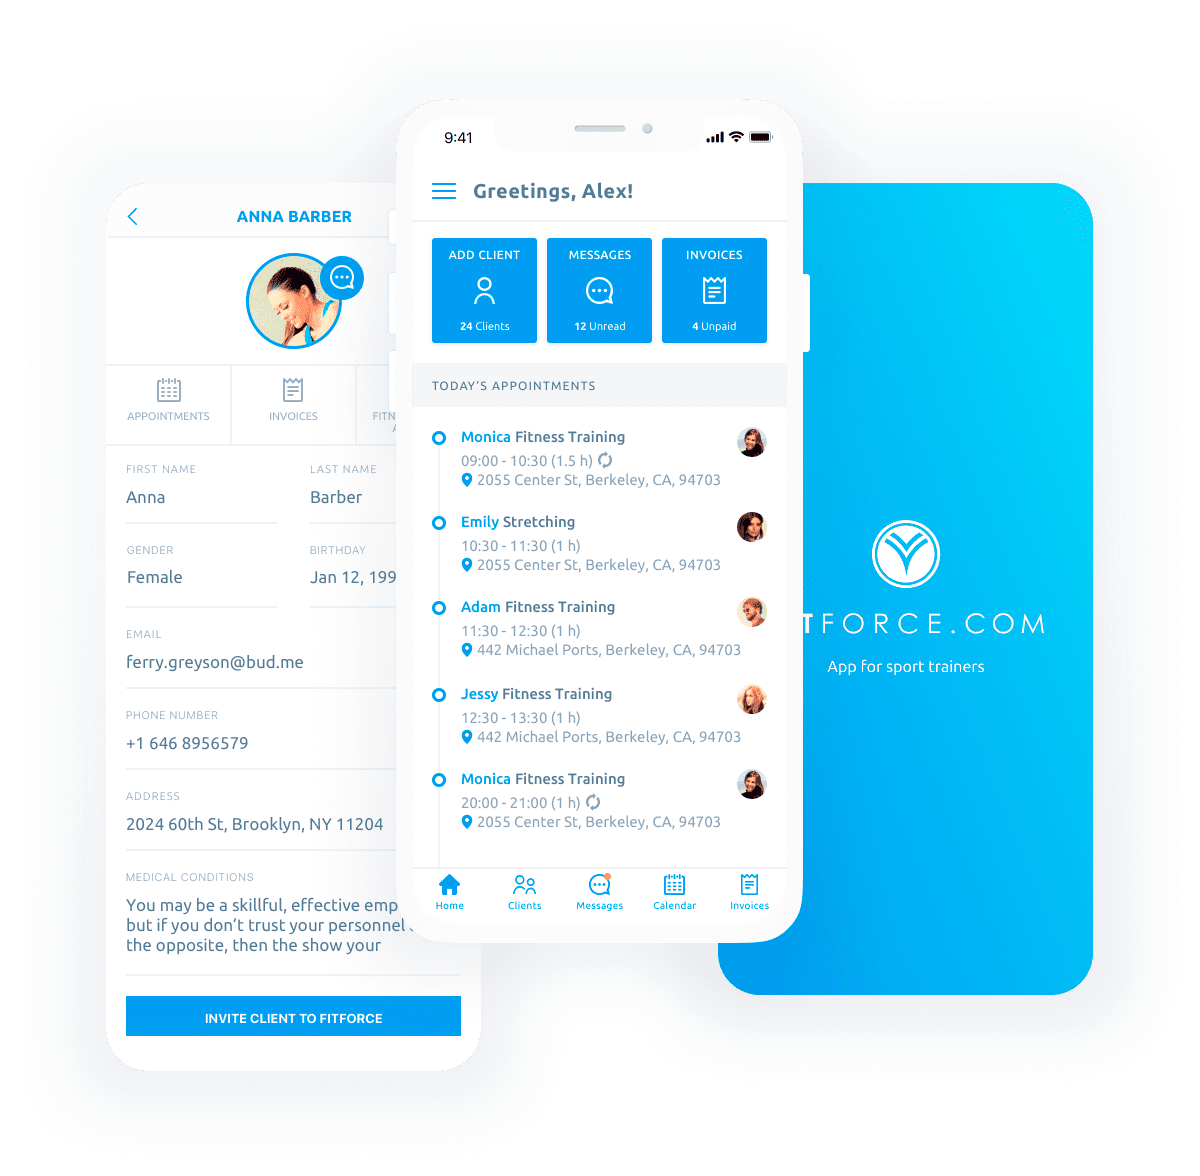 ANNA BARBER
APPOINTMENTS
INVOICES
FIRST NAME
LAST NAME
Anna
Barber
GENDER
BIRTHDAY
Female
Jan 12, 199
EMAIL
ferry.greyson@bud.me
PHONE NUMBER
+1 646 8956579
ADDRESS
2024 60th St, Brooklyn, NY 11204
MEDICAL CONDITIONS
You may be a skillful, effective emp
but if you don’t trust your personnel
the opposite, then the show your
INVITE CLIENT TO FITFORCE
9:41
Greetings, Alex!
ADD CLIENT
24 Clients
MESSAGES
12 Unread
INVOICES
4 Unpaid
TODAY’S APPOINTMENTS
Monica Fitness Training
09:00 - 10:30 (1.5 h)
2055 Center St, Berkeley, CA, 94703
Emily Stretching
10:30 - 11:30 (1 h)
2055 Center St, Berkeley, CA, 94703
Adam Fitness Training
11:30 - 12:30 (1 h)
442 Michael Ports, Berkeley, CA, 94703
Jessy Fitness Training
12:30 - 13:30 (1 h)
442 Michael Ports, Berkeley, CA, 94703
Monica Fitness Training
20:00 - 21:00 (1 h)
2055 Center St, Berkeley, CA, 94703
Home
Clients
Messages
Calendar
Invoices
TFORCE.COM
App for sport trainers